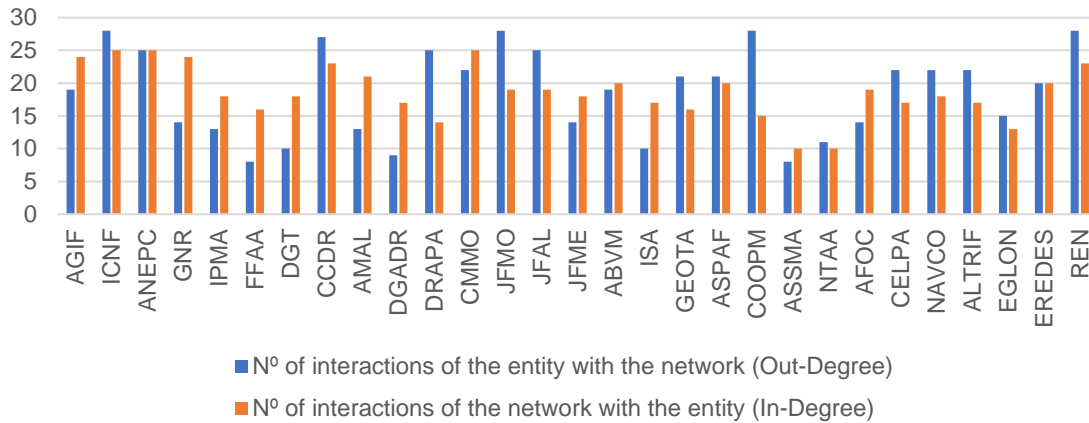 30
25
20
15
10
5
0
AGIF
ICNF
ANEPC
GNR
IPMA
FFAA
DGT
CCDR
AMAL
DGADR
DRAPA
CMMO
JFMO
JFAL
JFME
ABVM
ISA
GEOTA
ASPAF
COOPM
ASSMA
NTAA
AFOC
CELPA
NAVCO
ALTRIF
EGLON
EREDES
REN
Nº of interactions of the entity with the network (Out-Degree)
Nº of interactions of the network with the entity (In-Degree)